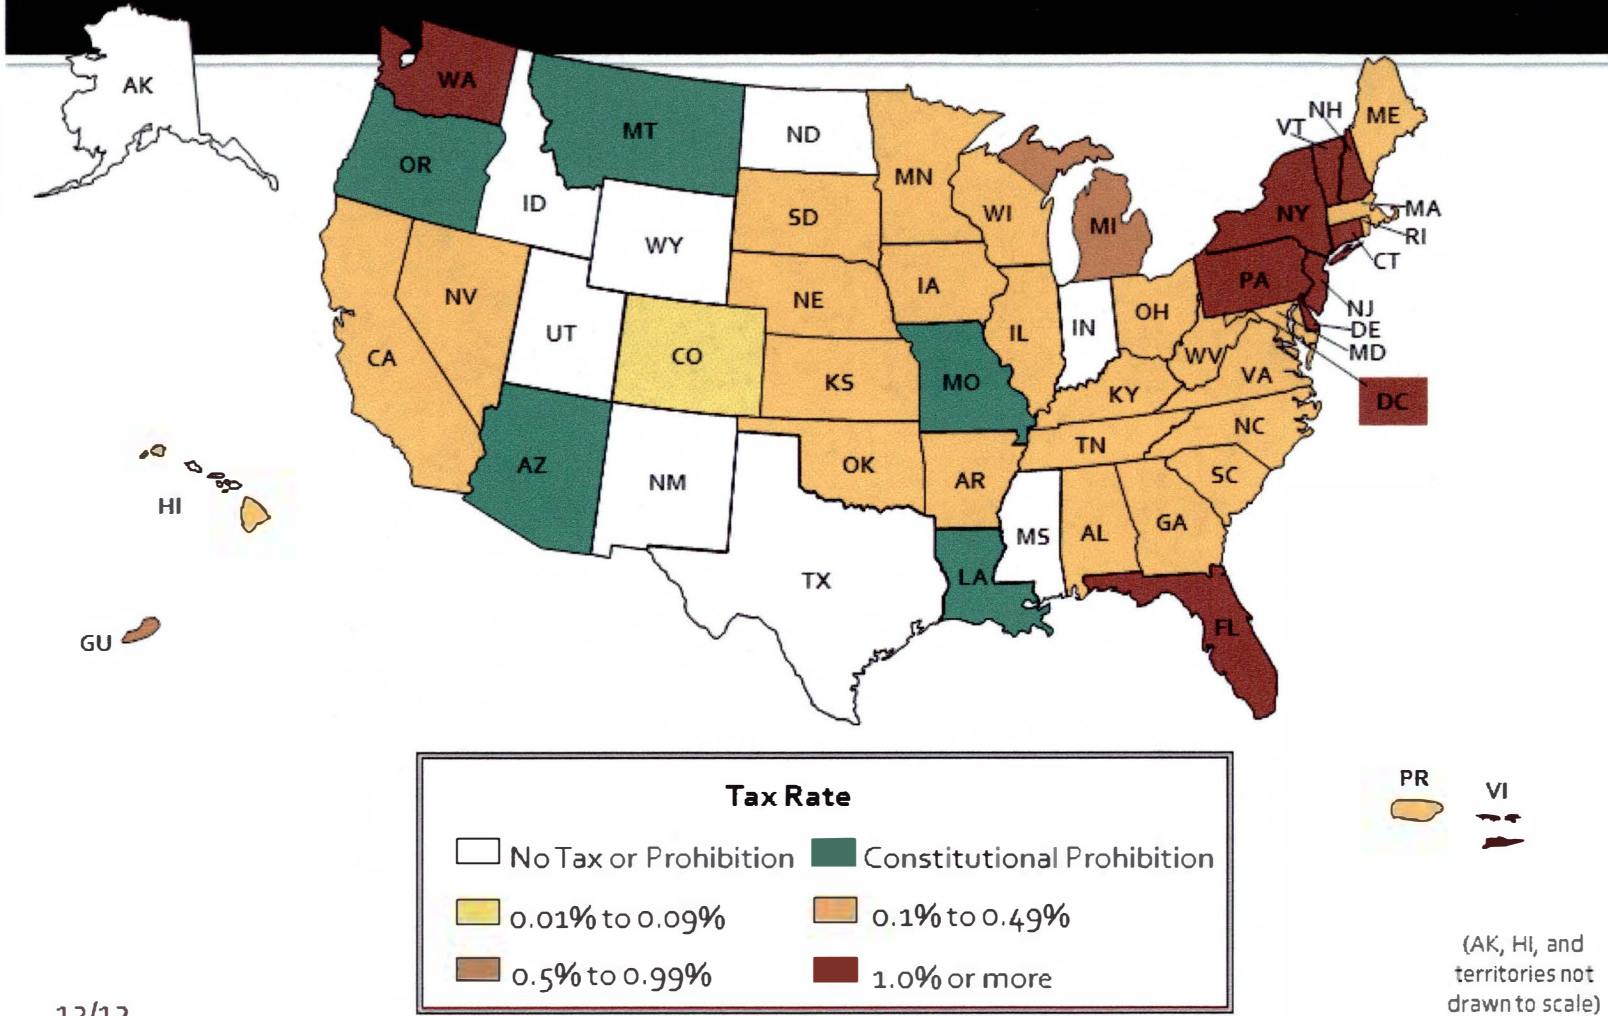 AK
WA
MT
ND
MN
NH
VT
ME
OR
ID
SD
WI
MI
NY
MA
RI
CT
WY
NE
IA
PA
NJ
DE
MD
DC
NV
UT
CO
KS
MO
IL
IN
OH
WV
VA
KY
CA
AZ
NM
OK
AR
TN
NC
SC
MS
AL
GA
TX
LA
FL
HI
GU
PR
VI
Tax Rate
No Tax or Prohibition
Constitutional Prohibition
0.01% to 0.09%
0.1% to 0.49%
0.5% to 0.99%
1.0% or more
(AK, HI, and
territories not
drawn to scale)